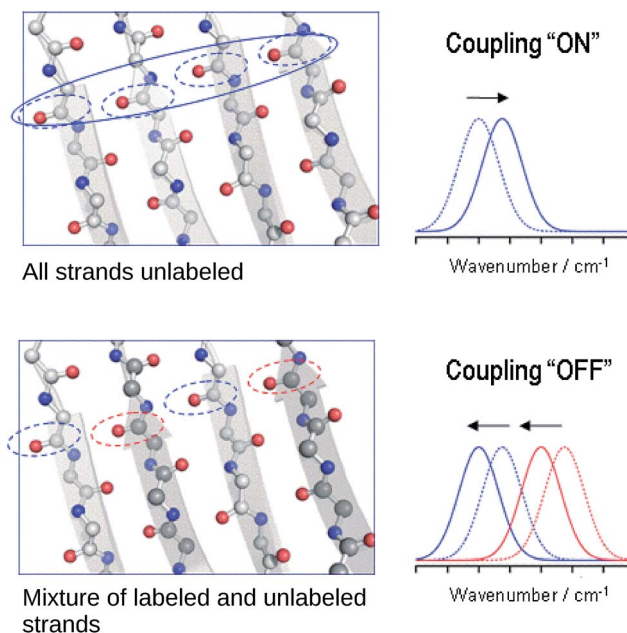 Coupling “ON”
Wavenumber / cm-1
All strands unlabeled
Coupling “OFF”
Wavenumber / cm-1
Mixture of labeled and unlabeled
strands